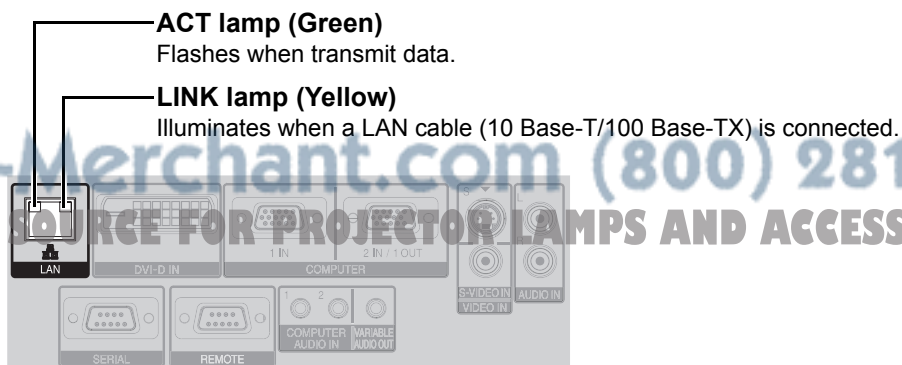 ACT lamp (Green)
Flashes when transmit data.
LINK lamp (Yellow)
Illuminates when a LAN cable (10 Base-T/100 Base-TX) is connected.
-Merchant.com (800) 281
SOURCE FOR PROJECTOR LAMPS AND ACCESS
LAN
DVI-D IN
1 IN
2 IN / 1 OUT
COMPUTER
S
S-VIDEO IN
VIDEO IN
L
AUDIO IN
SERIAL
REMOTE
1 2
COMPUTER AUDIO IN
VARIABLE AUDIO OUT